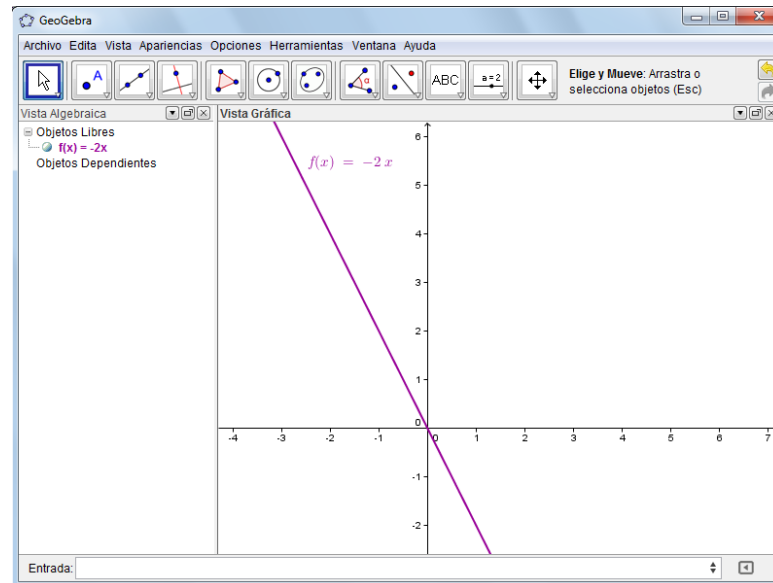 GeoGebra
Archivo Edita Vista Apariencias Opciones Herramientas Ventana Ayuda
A
α
ABC
a=2
Elige y Mueve: Arrastra o
selecciona objetos (Esc)
Vista Algebraica
Vista Gráfica
Objetos Libres
f(x) = -2x
Objetos Dependientes
f(x) = −2 x
6
5
4
3
2
1
0
-4 -3 -2 -1 0 1 2 3 4 5 6 7
-1
-2
Entrada: